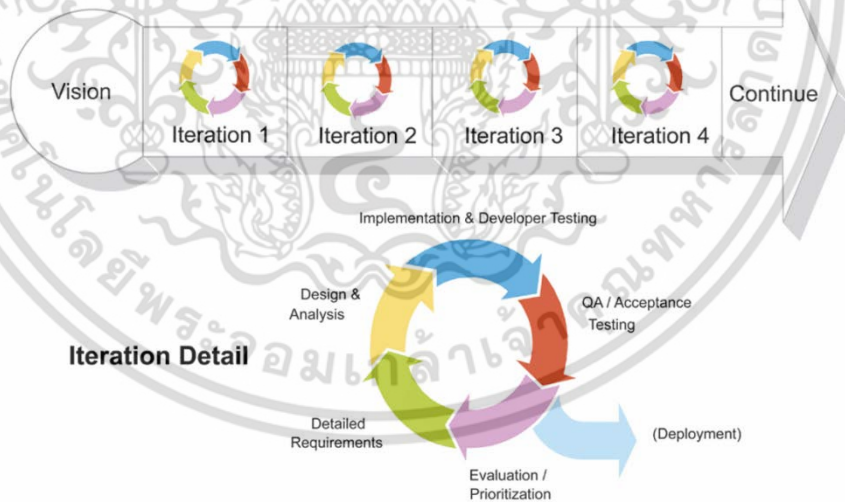 Vision
Iteration 1
Iteration 2
Iteration 3
Iteration 4
Continue
Implementation & Developer Testing
Design &
Analysis
QA / Acceptance
Testing
Iteration Detail
Detailed
Requirements
(Deployment)
Evaluation /
Prioritization